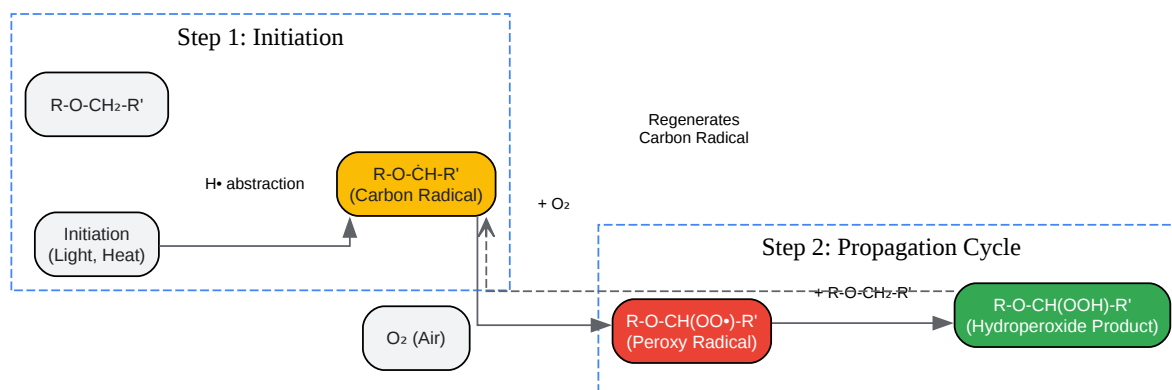 Step 1: Initiation
R-O-CH₂-R'
H• abstraction
R-O-ĊH-R'
(Carbon Radical)
Initiation
(Light, Heat)
Regenerates
Carbon Radical
+ O₂
Step 2: Propagation Cycle
+ R-O-CH₂-R'
O₂ (Air)
R-O-CH(OO•)-R'
(Peroxy Radical)
R-O-CH(OOH)-R'
(Hydroperoxide Product)